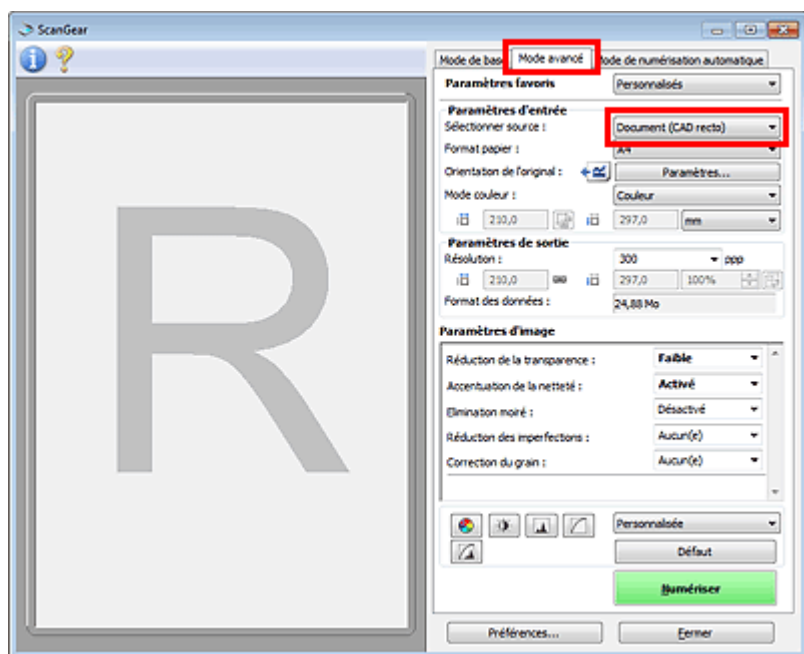 ScanGear
Mode de base Mode avancé Mode de numérisation automatique
Paramètres favoris Personnalisés
Paramètres d'entrée
Sélectionner source : Document (CAD recto)
Format papier : A4
Orientation de l'original : Paramètres...
Mode couleur : Couleur
210,0 297,0 mm
Paramètres de sortie
Résolution : 300 ppp
210,0 297,0 100%
Format des données : 24,88 Mo
Paramètres d'image
Réduction de la transparence : Faible
Accentuation de la netteté : Activé
Elimination moiré : Désactivé
Réduction des imperfections : Aucun(e)
Correction du grain : Aucun(e)
Personnalisée
Défaut
Numériser
Préférences... Fermer
R